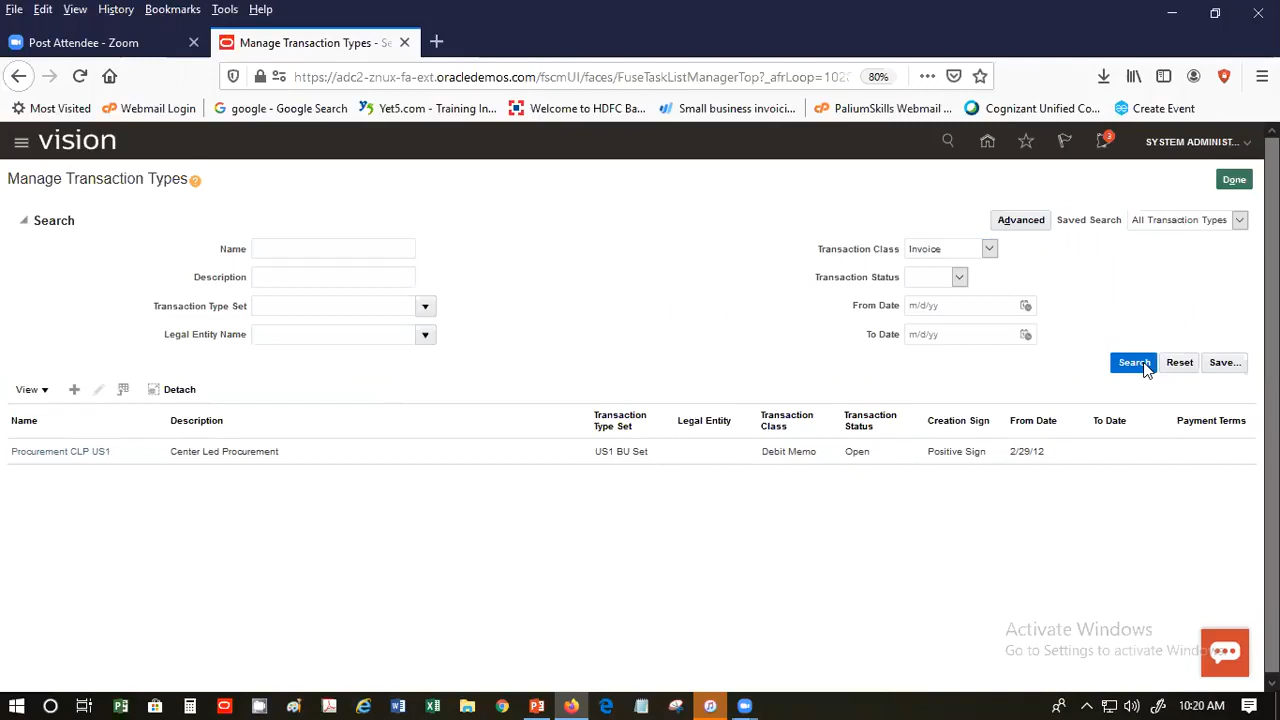 File Edit View History Bookmarks Tools Help
Post Attendee - Zoom
Manage Transaction Types - Se
https://adc2-znux-fa-ext.oracledemos.com/fscmUI/faces/FuseTaskListManagerTop?_afrLoop=102 80%
Most Visited Webmail Login google - Google Search Yet5.com - Training In... Welcome to HDFC Ba... Small business invoici... PaliumSkills Webmail ... Cognizant Unified Co... Create Event
vision 3 SYSTEM ADMINIST...
Manage Transaction Types ? Done
Search Advanced Saved Search All Transaction Types
Name Transaction Class Invoice
Description Transaction Status
Transaction Type Set From Date m/d/yy
Legal Entity Name To Date m/d/yy
Search Reset Save...
View Detach
Name Description Transaction Type Set Legal Entity Transaction Class Transaction Status Creation Sign From Date To Date Payment Terms
Procurement CLP US1 Center Led Procurement US1 BU Set Debit Memo Open Positive Sign 2/29/12
Activate Windows
Go to Settings to activate Windows.
10:20 AM